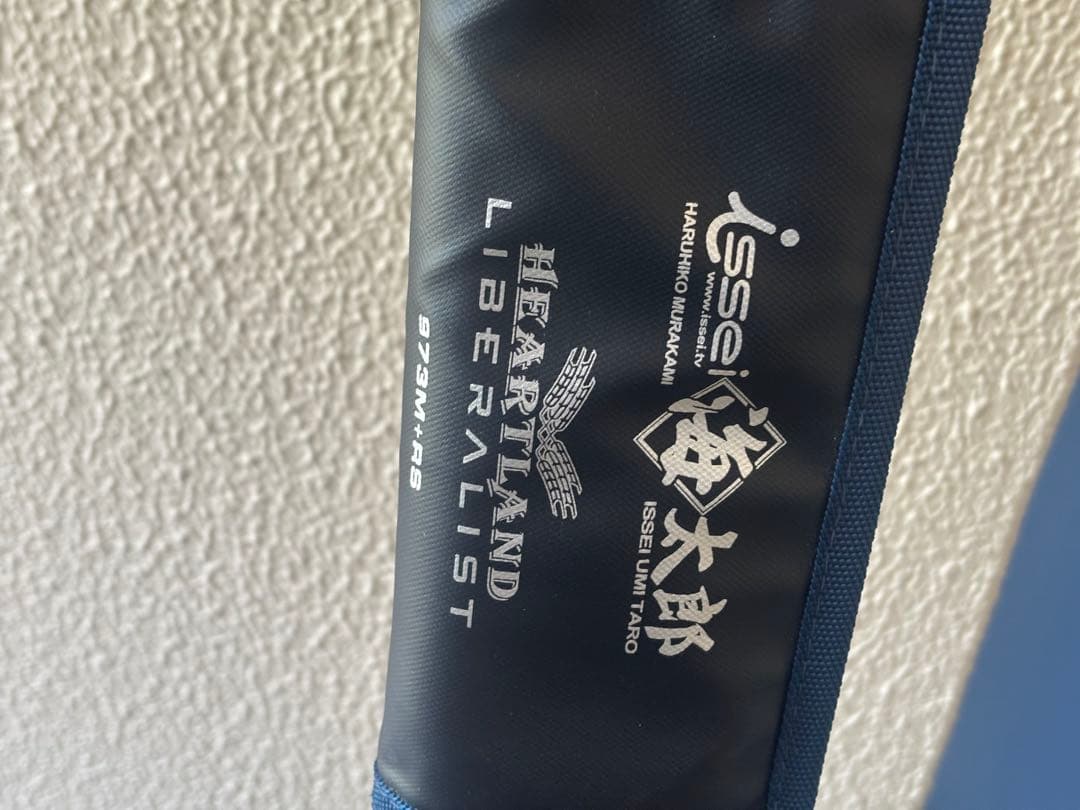 issei
www.issei.tv
HARUHIKO MURAKAMI
海太郎
ISSEI UMI TARO
HEARTLAND
LIBERALIST
973M+RS